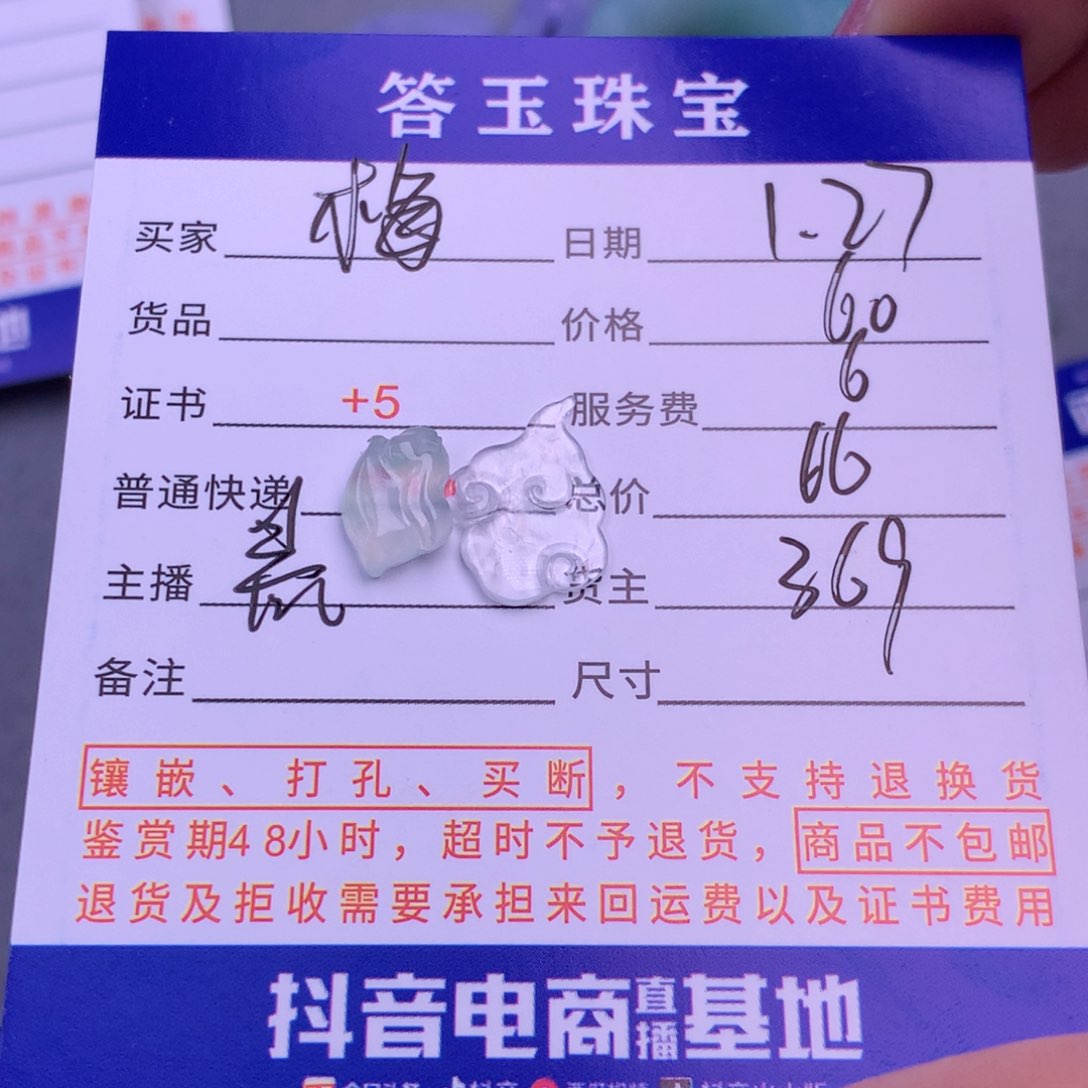 答玉珠宝
买家 梅 日期 1.27
货品 价格 60
证书 +5 服务费 6
普通快递 总价 66
主播 货主 369
备注 尺寸
镶嵌、打孔、买断，不支持退换货
鉴赏期48小时，超时不予退货，商品不包邮
退货及拒收需要承担来回运费以及证书费用
抖音电商直播基地